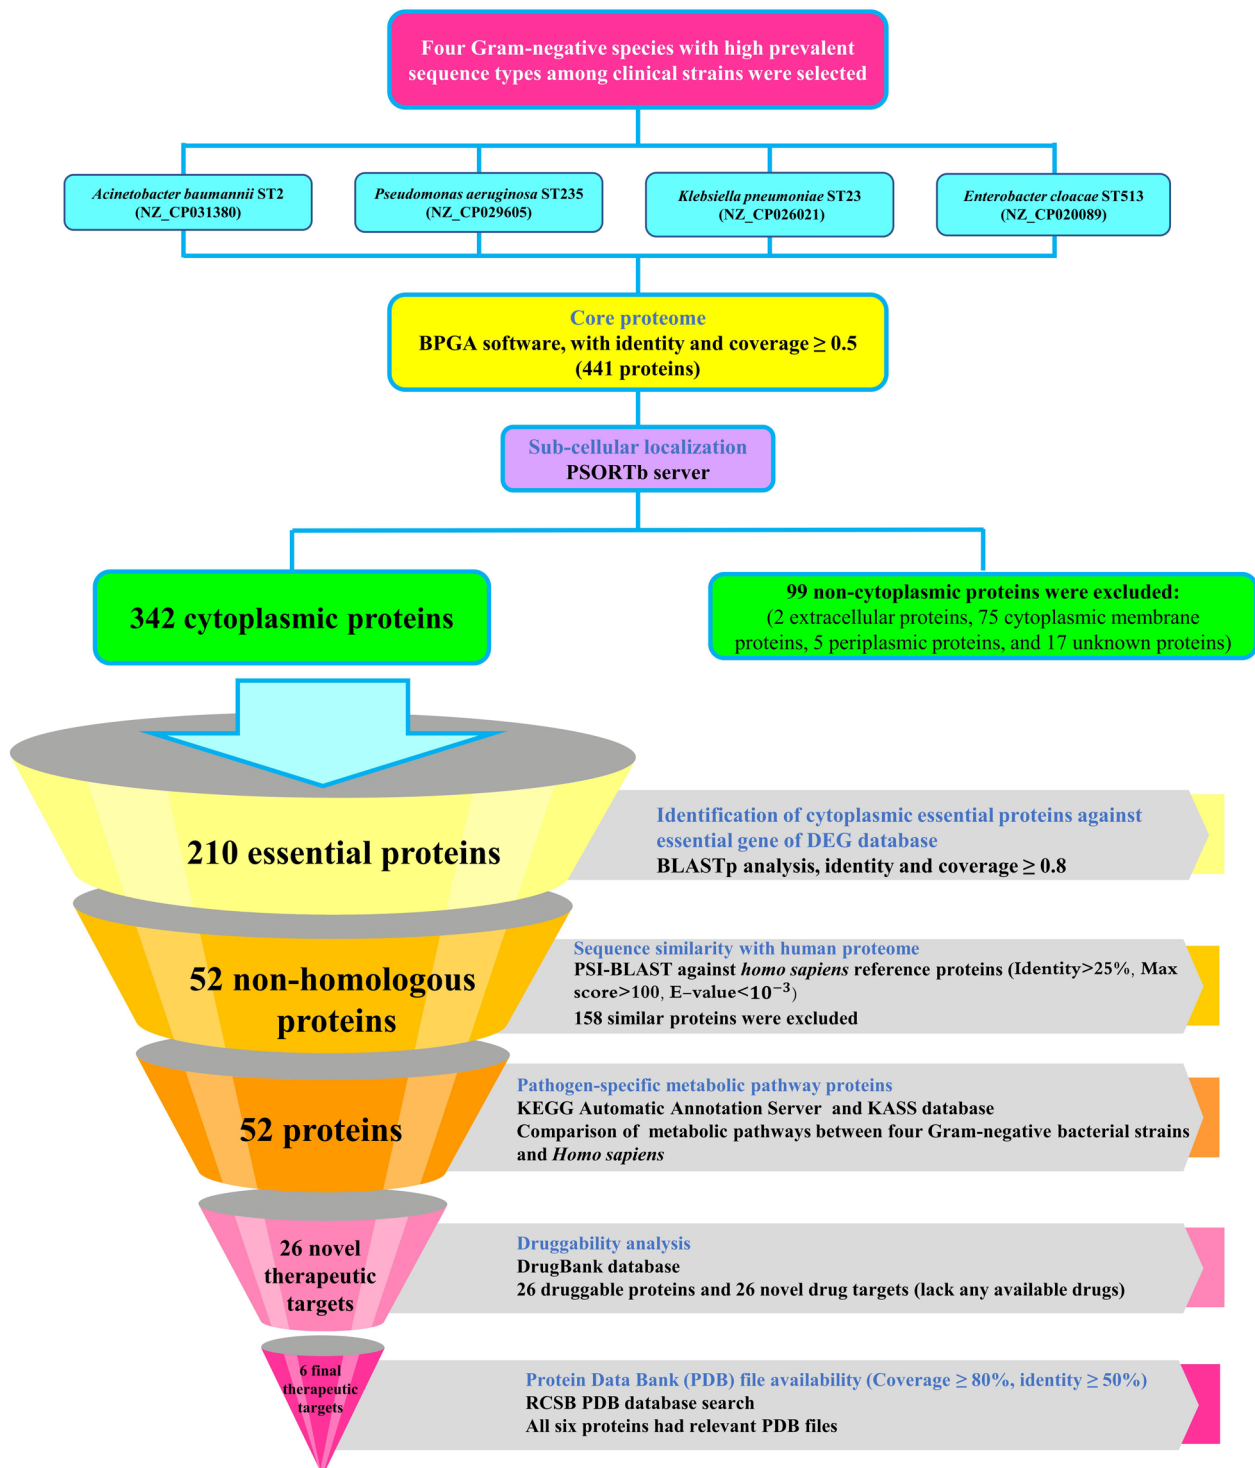 Four Gram-negative species with high prevalent
sequence types among clinical strains were selected
Acinetobacter baumannii ST2
(NZ_CP031380)
Pseudomonas aeruginosa ST235
(NZ_CP029605)
Klebsiella pneumoniae ST23
(NZ_CP026021)
Enterobacter cloacae ST513
(NZ_CP020089)
Core proteome
BPGA software, with identity and coverage ≥ 0.5
(441 proteins)
Sub-cellular localization
PSORTb server
342 cytoplasmic proteins
99 non-cytoplasmic proteins were excluded:
(2 extracellular proteins, 75 cytoplasmic membrane
proteins, 5 periplasmic proteins, and 17 unknown proteins)
210 essential proteins
Identification of cytoplasmic essential proteins against
essential gene of DEG database
BLASTp analysis, identity and coverage ≥ 0.8
52 non-homologous
proteins
Sequence similarity with human proteome
PSI-BLAST against homo sapiens reference proteins (Identity>25%, Max
score>100, E−value<10⁻³)
158 similar proteins were excluded
52 proteins
Pathogen-specific metabolic pathway proteins
KEGG Automatic Annotation Server and KASS database
Comparison of metabolic pathways between four Gram-negative bacterial strains
and Homo sapiens
26 novel
therapeutic
targets
Druggability analysis
DrugBank database
26 druggable proteins and 26 novel drug targets (lack any available drugs)
6 final
therapeutic
targets
Protein Data Bank (PDB) file availability (Coverage ≥ 80%, identity ≥ 50%)
RCSB PDB database search
All six proteins had relevant PDB files